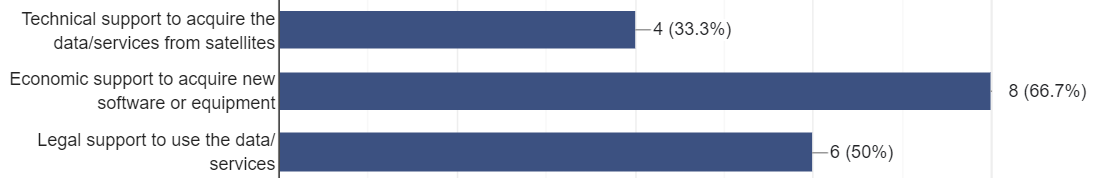 Technical support to acquire the
data/services from satellites
4 (33.3%)
Economic support to acquire new
software or equipment
8 (66.7%)
Legal support to use the data/
services
6 (50%)